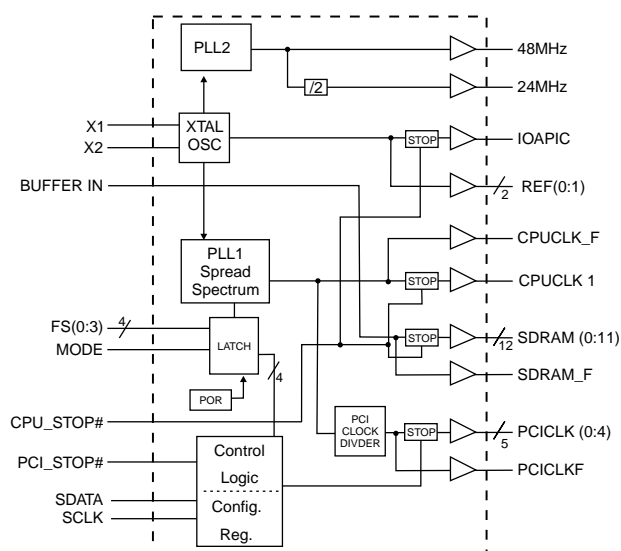 PLL2
48MHz
/2
24MHz
X1
X2
XTAL
OSC
STOP
IOAPIC
BUFFER IN
REF(0:1)
2
CPUCLK_F
PLL1
Spread
Spectrum
STOP
CPUCLK 1
FS(0:3)
4
MODE
LATCH
STOP
SDRAM (0:11)
12
SDRAM_F
4
POR
CPU_STOP#
PCI
CLOCK
DIVDER
STOP
PCICLK (0:4)
5
PCI_STOP#
Control
Logic
PCICLKF
SDATA
SCLK
Config.
Reg.